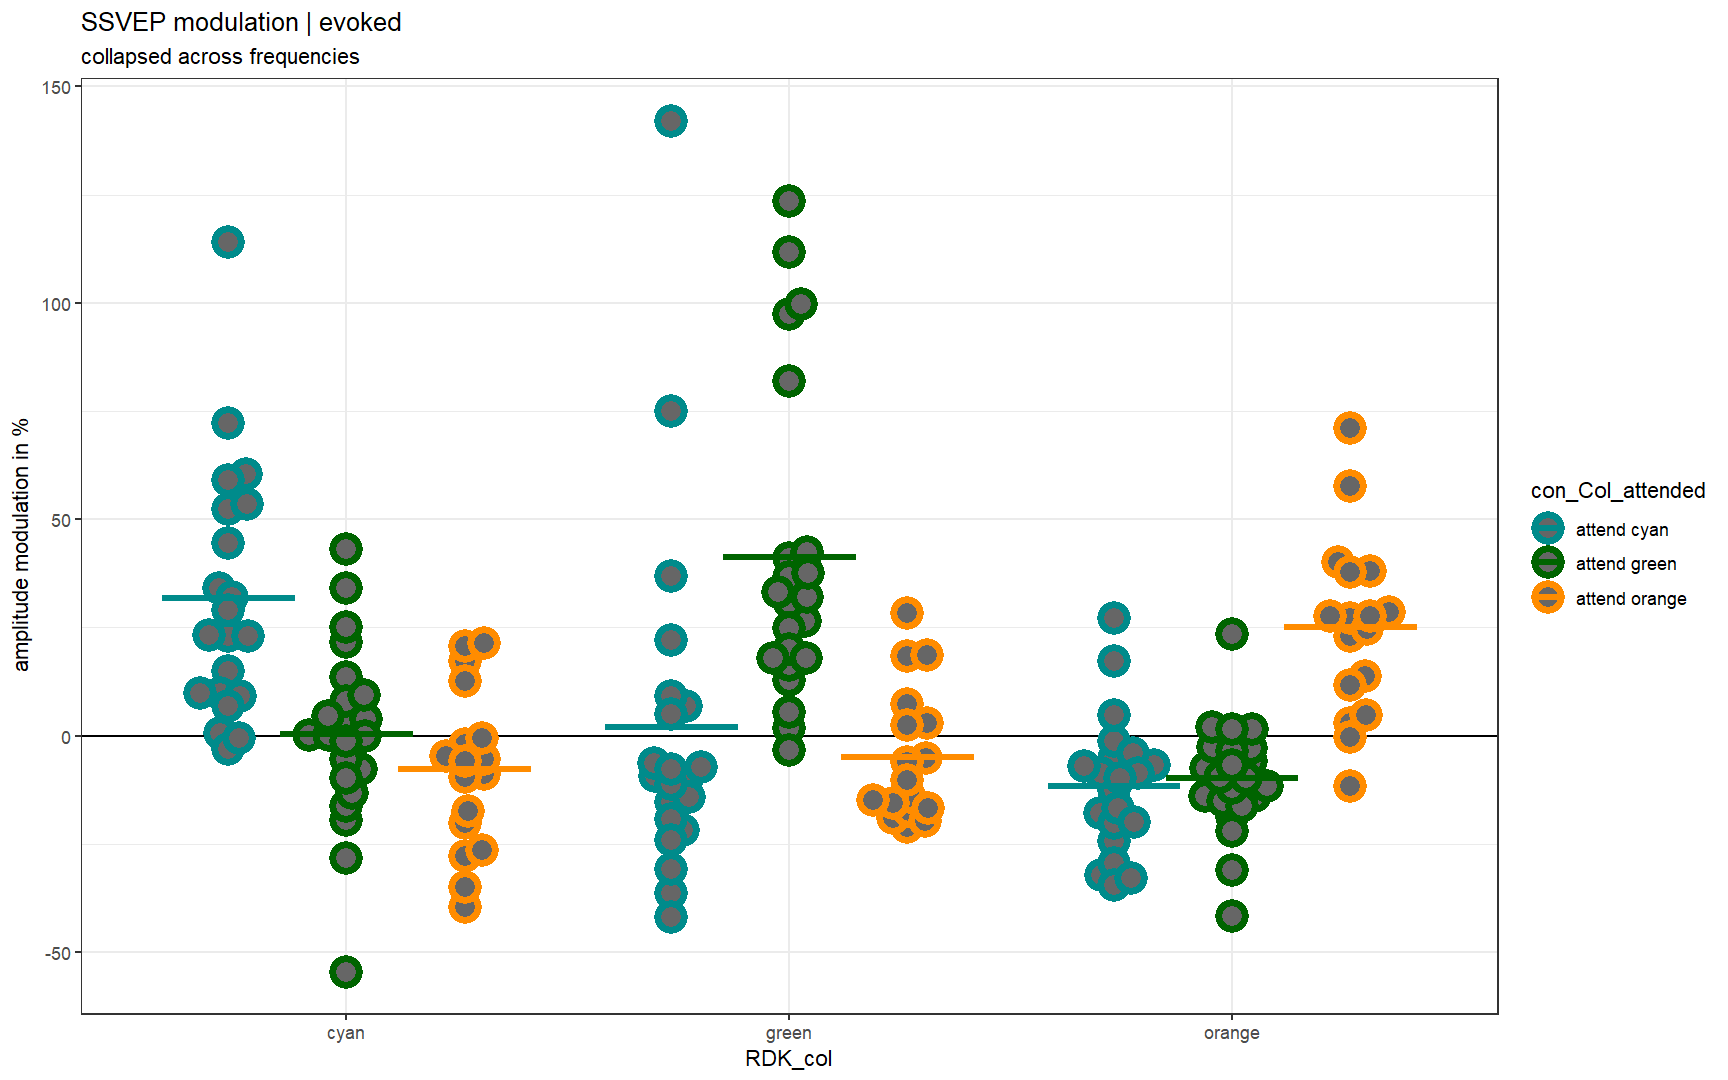 SSVEP modulation | evoked
collapsed across frequencies
150
100
50
0
-50
amplitude modulation in %
cyan
green
orange
RDK_col
con_Col_attended
attend cyan
attend green
attend orange